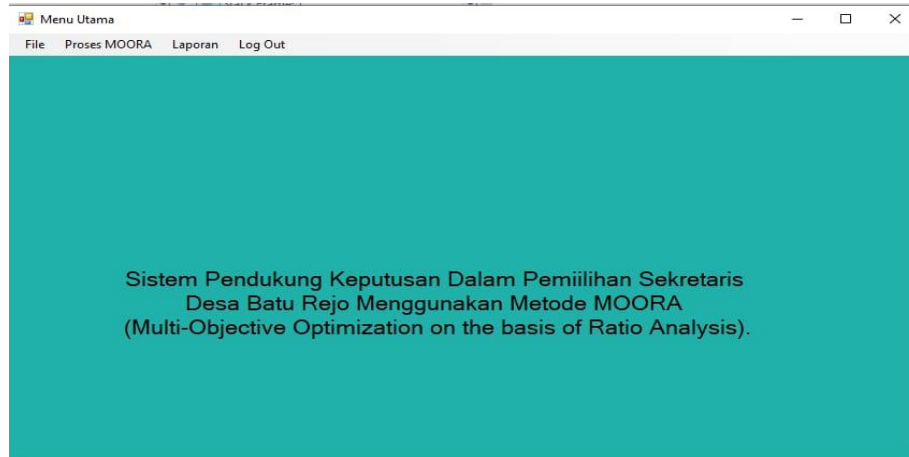 Menu Utama
File Proses MOORA Laporan Log Out
Sistem Pendukung Keputusan Dalam Pemiilihan Sekretaris
Desa Batu Rejo Menggunakan Metode MOORA
(Multi-Objective Optimization on the basis of Ratio Analysis).